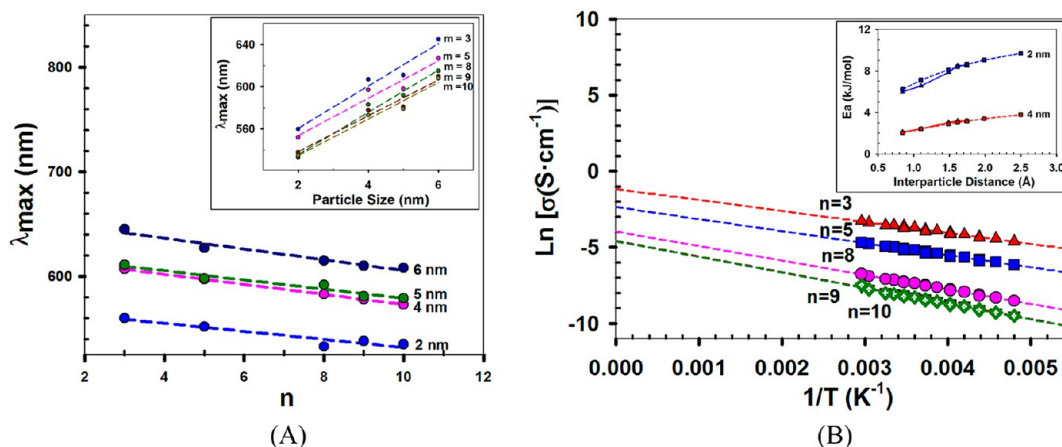 840
760
680
600
λmax (nm)
2
4
6
8
10
12
n
6 nm
5 nm
4 nm
2 nm
640
600
560
λmax (nm)
2
4
6
Particle Size (nm)
m = 3
m = 5
m = 8
m = 9
m =10
(A)
B)
10
5
0
-5
-10
Ln [σ(S·cm⁻¹)]
0.000
0.001
0.002
0.003
0.004
0.005
1/T (K⁻¹)
n=3
n=5
n=8
n=9
n=10
12
8
4
0
Ea (kJ/mol)
0.5
1.0
1.5
2.0
2.5
3.0
Interparticle Distance (Å)
2 nm
4 nm
(B)